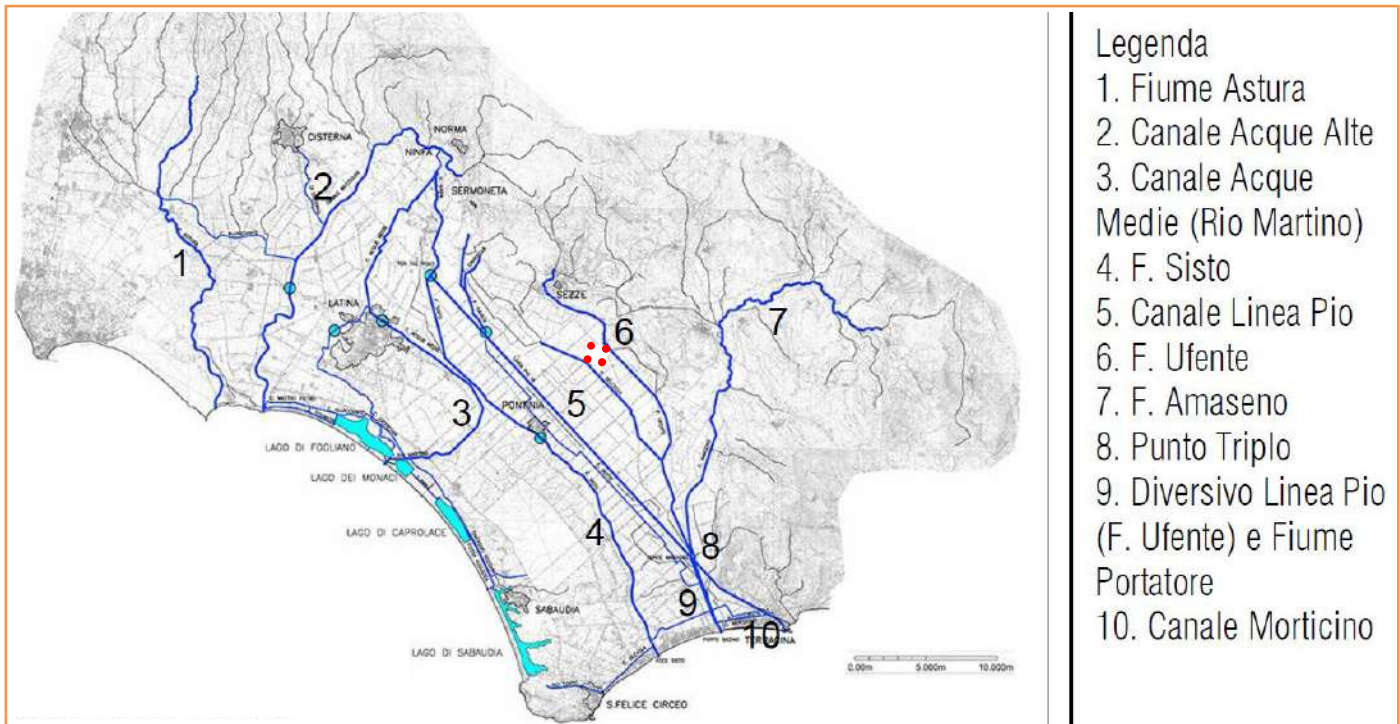 CISTERNA
NORMA
NINFA
SERMONETA
1
2
LATINA
SEZZE
6
7
3
PONTINIA
5
LAGO DI FOGLIANO
LAGO DEI MONACI
LAGO DI CAPROLACE
4
8
SABAUDIA
9
10
TERRACINA
LAGO DI SABAUDIA
S.FELICE CIRCEO
0.00m 5.000m 10.000m
Legenda
1. Fiume Astura
2. Canale Acque Alte
3. Canale Acque
Medie (Rio Martino)
4. F. Sisto
5. Canale Linea Pio
6. F. Ufente
7. F. Amaseno
8. Punto Triplo
9. Diversivo Linea Pio
(F. Ufente) e Fiume
Portatore
10. Canale Morticino